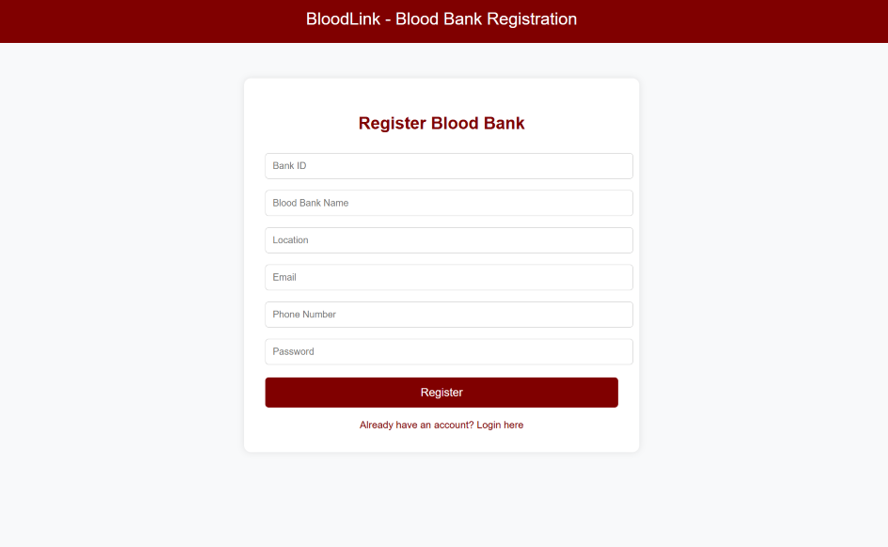 BloodLink - Blood Bank Registration
Register Blood Bank
Bank ID
Blood Bank Name
Location
Email
Phone Number
Password
Register
Already have an account? Login here